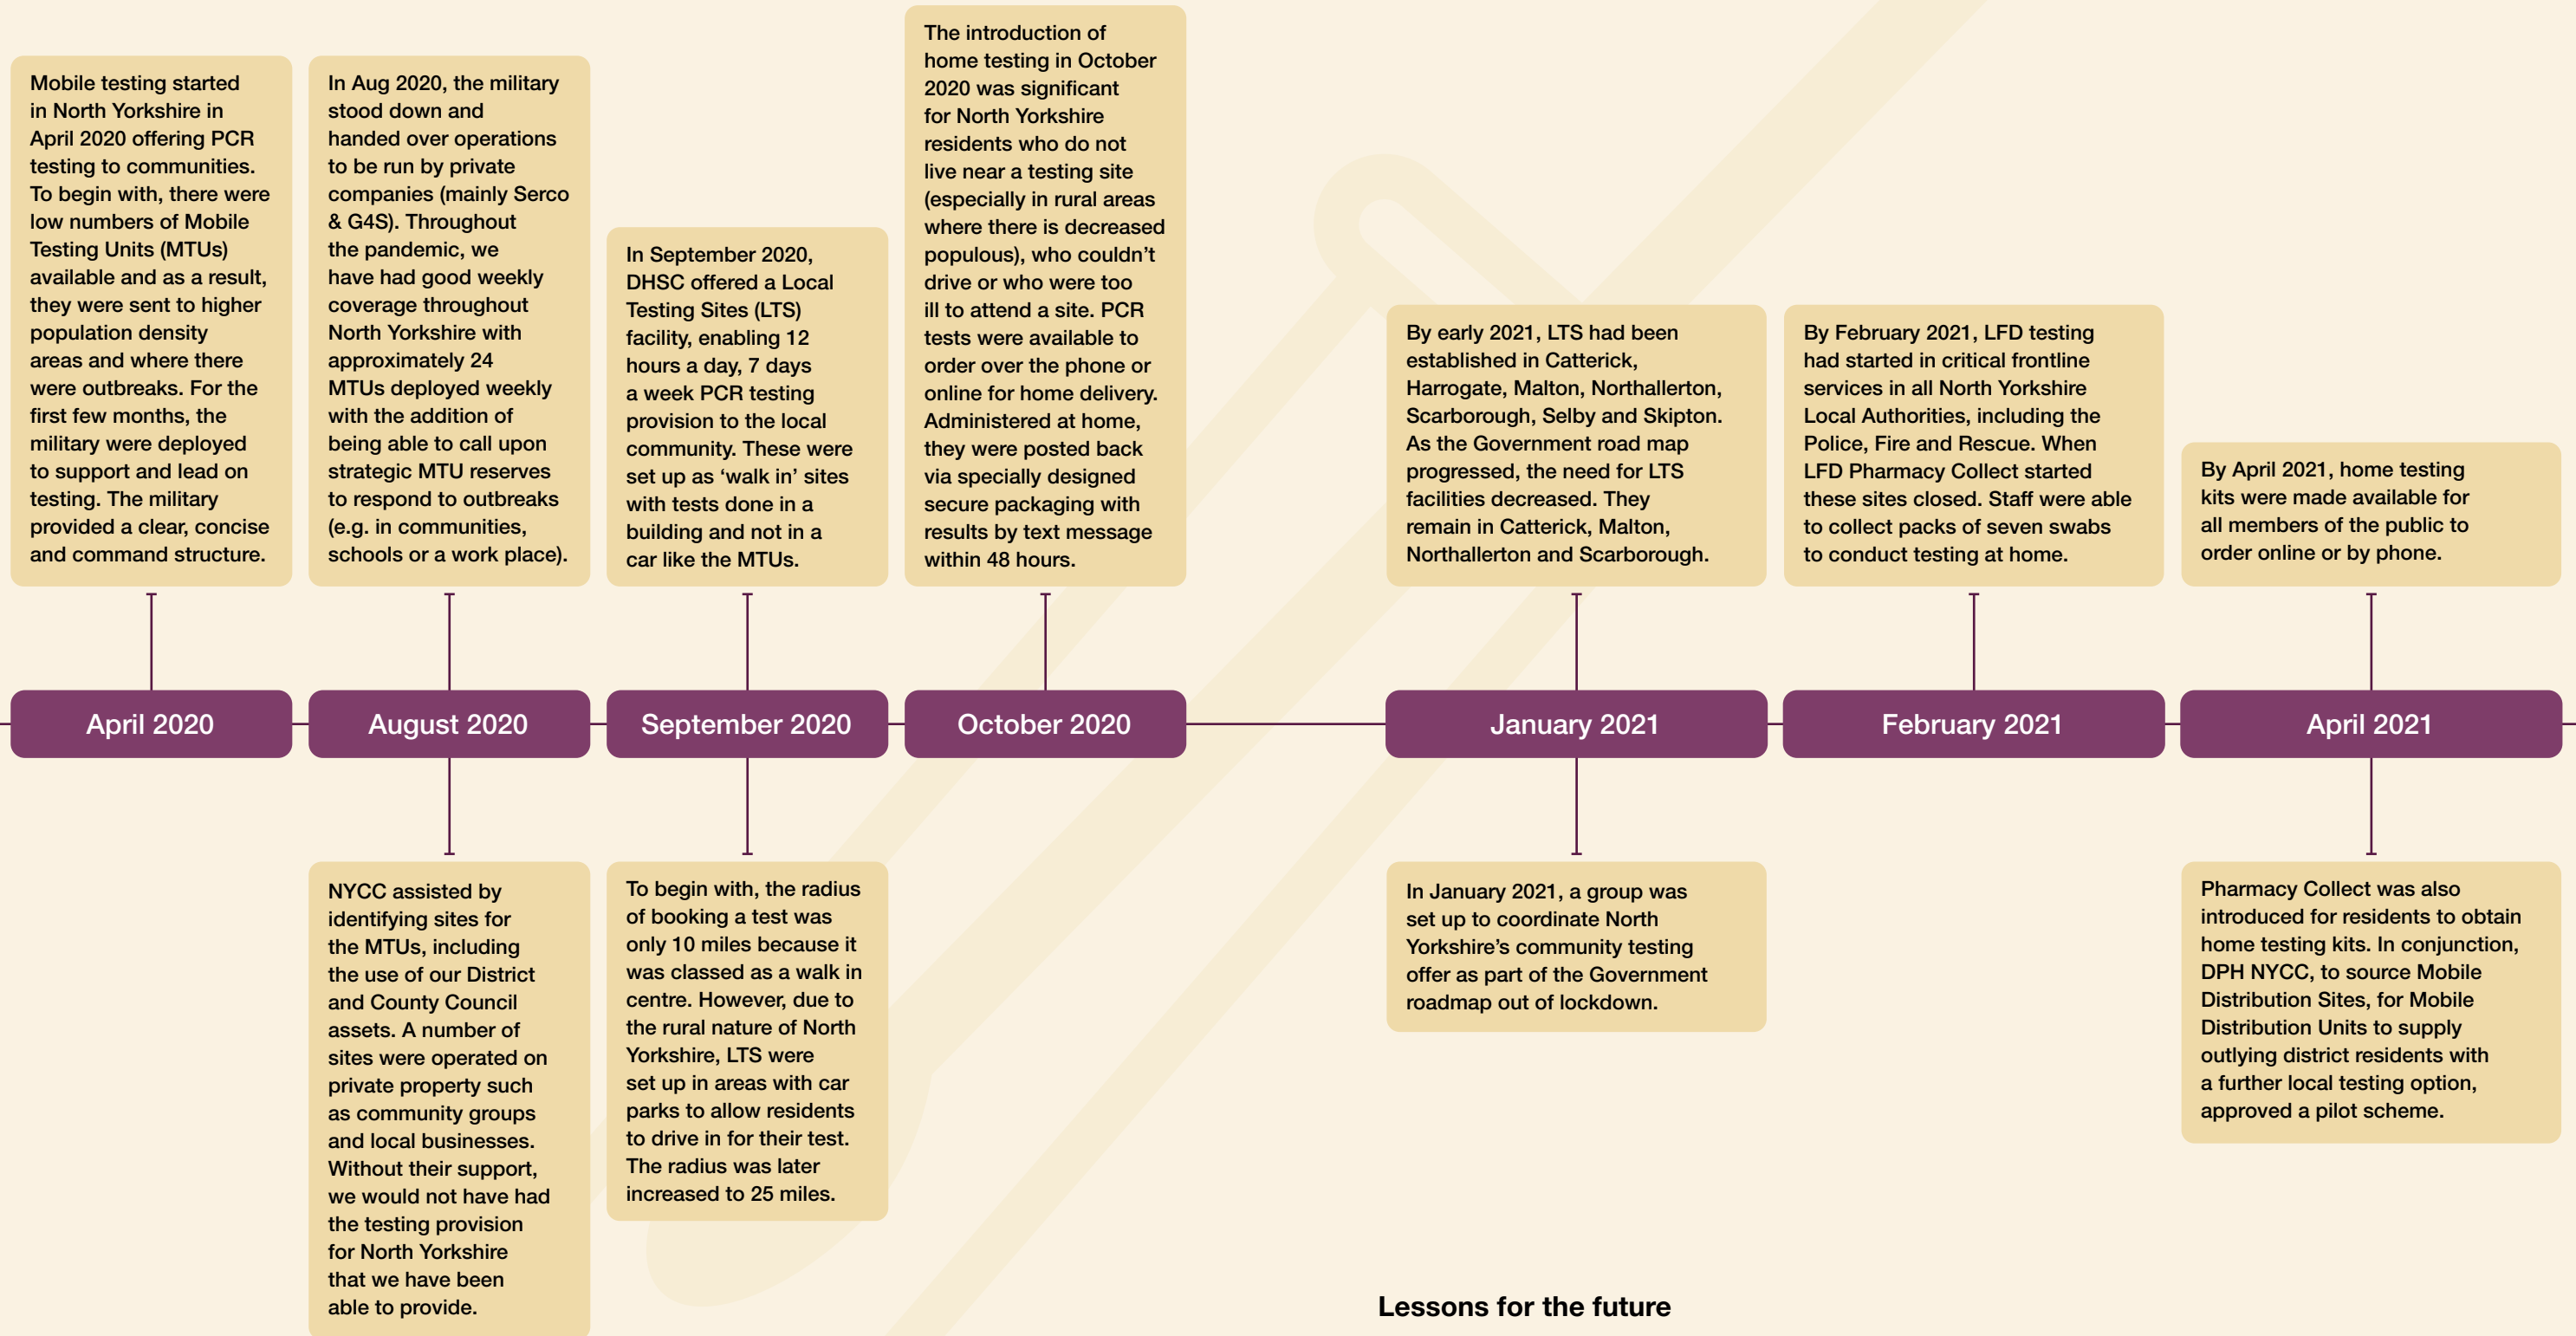 Mobile testing started
in North Yorkshire in
April 2020 offering PCR
testing to communities.
To begin with, there were
low numbers of Mobile
Testing Units (MTUs)
available and as a result,
they were sent to higher
population density
areas and where there
were outbreaks. For the
first few months, the
military were deployed
to support and lead on
testing. The military
provided a clear, concise
and command structure.
In Aug 2020, the military
stood down and
handed over operations
to be run by private
companies (mainly Serco
& G4S). Throughout
the pandemic, we
have had good weekly
coverage throughout
North Yorkshire with
approximately 24
MTUs deployed weekly
with the addition of
being able to call upon
strategic MTU reserves
to respond to outbreaks
(e.g. in communities,
schools or a work place).
In September 2020,
DHSC offered a Local
Testing Sites (LTS)
facility, enabling 12
hours a day, 7 days
a week PCR testing
provision to the local
community. These were
set up as ‘walk in’ sites
with tests done in a
building and not in a
car like the MTUs.
The introduction of
home testing in October
2020 was significant
for North Yorkshire
residents who do not
live near a testing site
(especially in rural areas
where there is decreased
populous), who couldn’t
drive or who were too
ill to attend a site. PCR
tests were available to
order over the phone or
online for home delivery.
Administered at home,
they were posted back
via specially designed
secure packaging with
results by text message
within 48 hours.
By early 2021, LTS had been
established in Catterick,
Harrogate, Malton, Northallerton,
Scarborough, Selby and Skipton.
As the Government road map
progressed, the need for LTS
facilities decreased. They
remain in Catterick, Malton,
Northallerton and Scarborough.
By February 2021, LFD testing
had started in critical frontline
services in all North Yorkshire
Local Authorities, including the
Police, Fire and Rescue. When
LFD Pharmacy Collect started
these sites closed. Staff were able
to collect packs of seven swabs
to conduct testing at home.
By April 2021, home testing
kits were made available for
all members of the public to
order online or by phone.
April 2020
August 2020
September 2020
October 2020
January 2021
February 2021
April 2021
NYCC assisted by
identifying sites for
the MTUs, including
the use of our District
and County Council
assets. A number of
sites were operated on
private property such
as community groups
and local businesses.
Without their support,
we would not have had
the testing provision
for North Yorkshire
that we have been
able to provide.
To begin with, the radius
of booking a test was
only 10 miles because it
was classed as a walk in
centre. However, due to
the rural nature of North
Yorkshire, LTS were
set up in areas with car
parks to allow residents
to drive in for their test.
The radius was later
increased to 25 miles.
In January 2021, a group was
set up to coordinate North
Yorkshire’s community testing
offer as part of the Government
roadmap out of lockdown.
Pharmacy Collect was also
introduced for residents to obtain
home testing kits. In conjunction,
DPH NYCC, to source Mobile
Distribution Sites, for Mobile
Distribution Units to supply
outlying district residents with
a further local testing option,
approved a pilot scheme.
Lessons for the future